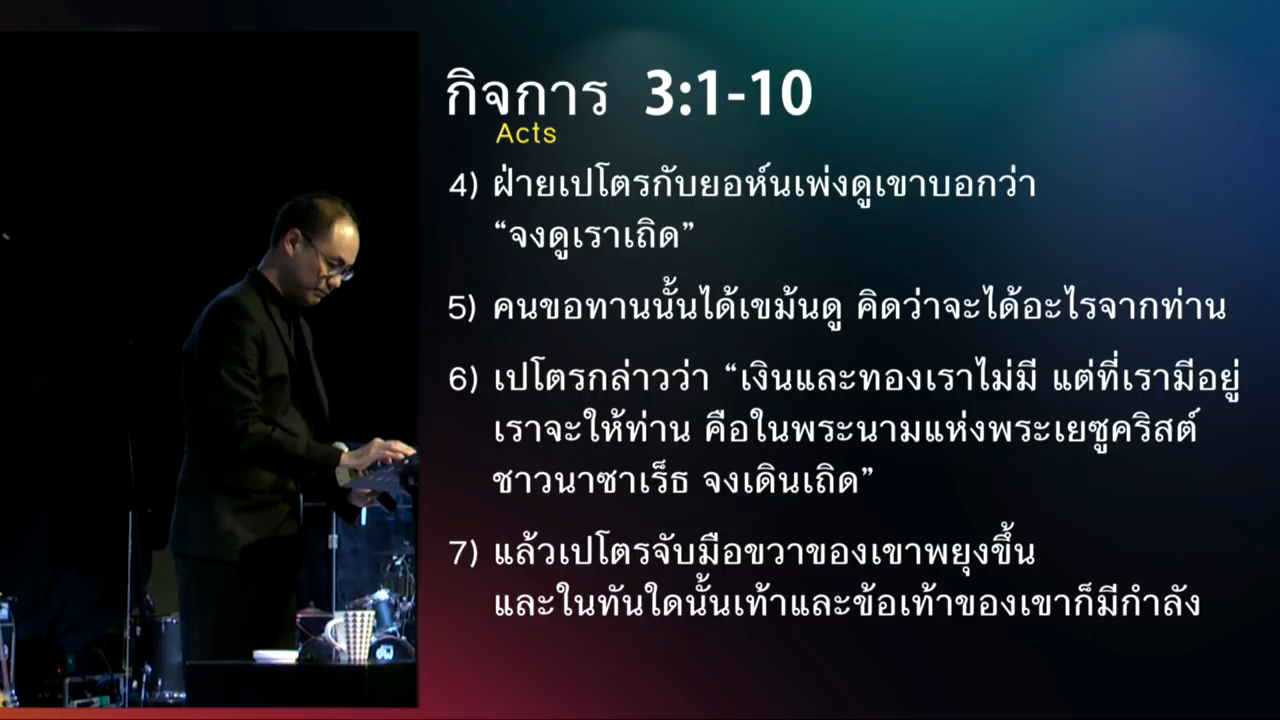 กิจการ 3:1-10
Acts
4) ฝ่ายเปโตรกับยอห์นเพ่งดูเขาบอกว่า
“จงดูเราเถิด”
5) คนขอทานนั้นได้เขม้นดู คิดว่าจะได้อะไรจากท่าน
6) เปโตรกล่าวว่า “เงินและทองเราไม่มี แต่ที่เรามีอยู่
เราจะให้ท่าน คือในพระนามแห่งพระเยซูคริสต์
ชาวนาซาเร็ธ จงเดินเถิด”
7) แล้วเปโตรจับมือขวาของเขาพยุงขึ้น
และในทันใดนั้นเท้าและข้อเท้าของเขาก็มีกำลัง
dw